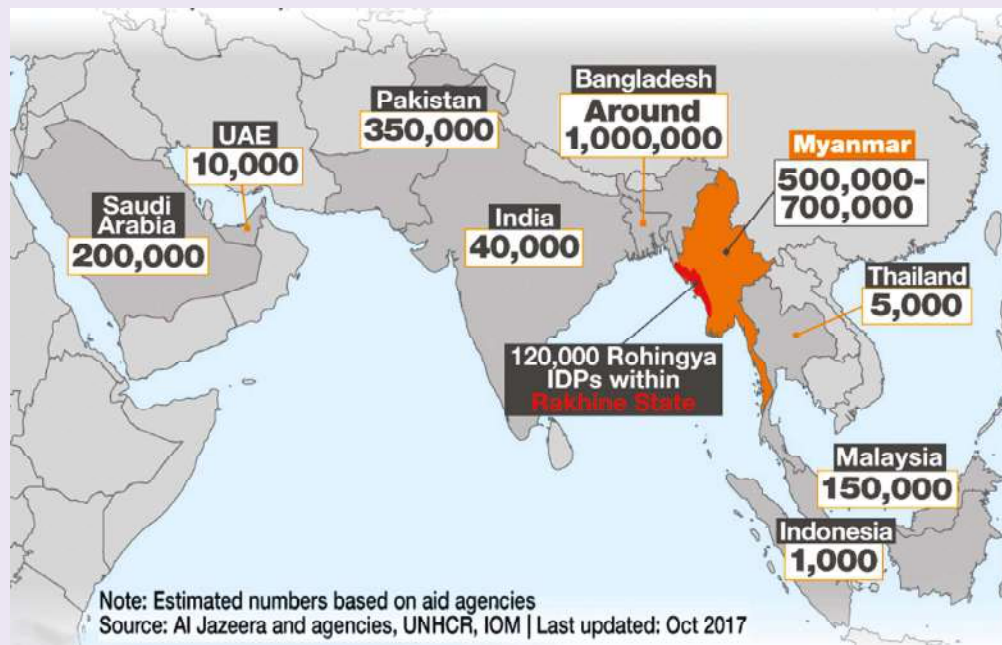 Bangladesh
Around
1,000,000
Pakistan
350,000
UAE
10,000
Myanmar
500,000-
700,000
Saudi
Arabia
200,000
India
40,000
Thailand
5,000
120,000 Rohingya
IDPs within
Rakhine State
Malaysia
150,000
Indonesia
1,000
Note: Estimated numbers based on aid agencies
Source: Al Jazeera and agencies, UNHCR, IOM | Last updated: Oct 2017